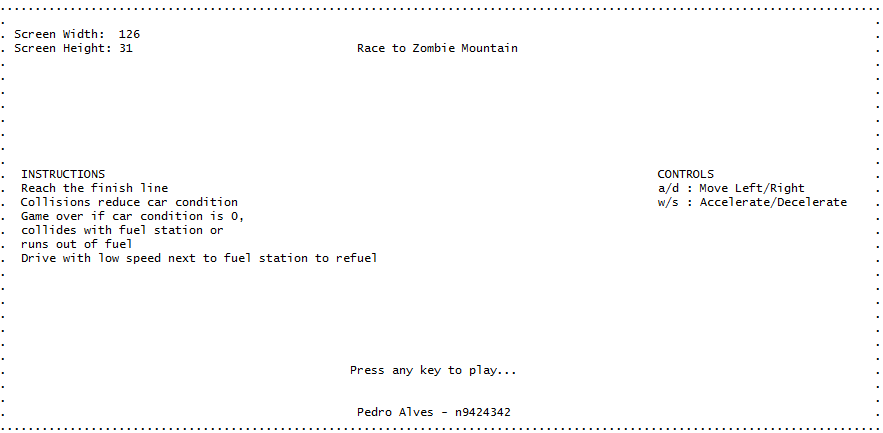 Screen Width:  126
Screen Height: 31
Race to Zombie Mountain
INSTRUCTIONS
Reach the finish line
Collisions reduce car condition
Game over if car condition is 0,
collides with fuel station or
runs out of fuel
Drive with low speed next to fuel station to refuel
CONTROLS
a/d : Move Left/Right
w/s : Accelerate/Decelerate
Press any key to play...
Pedro Alves - n9424342